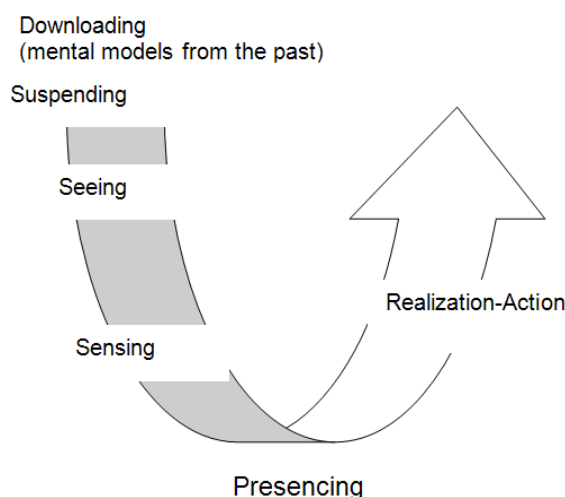 Downloading
(mental models from the past)
Suspending
Seeing
Realization-Action
Sensing
Presencing